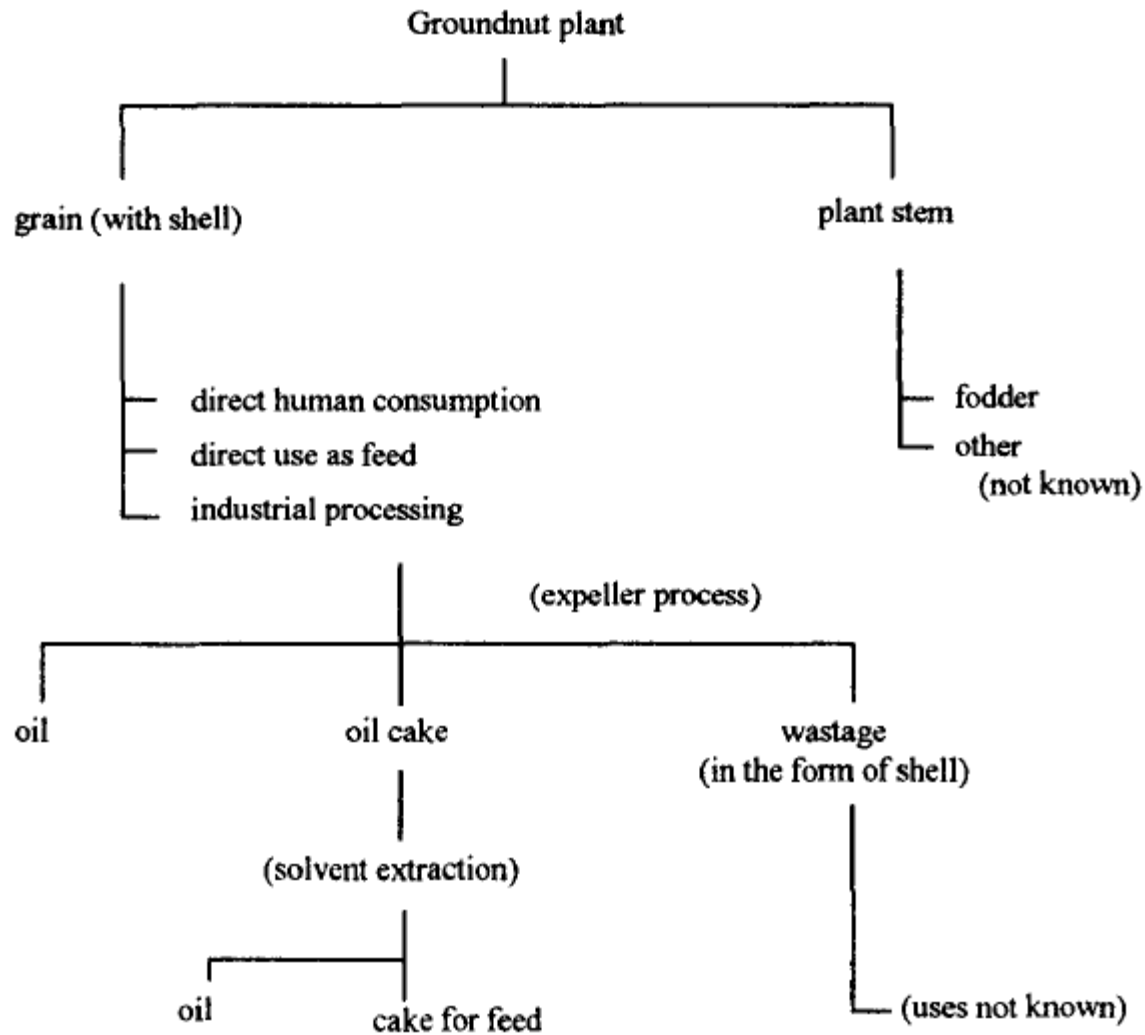 Groundnut plant
grain (with shell)
plant stem
direct human consumption
direct use as feed
industrial processing
fodder
other
(not known)
(expeller process)
oil
oil cake
wastage
(in the form of shell)
(solvent extraction)
oil
cake for feed
(uses not known)